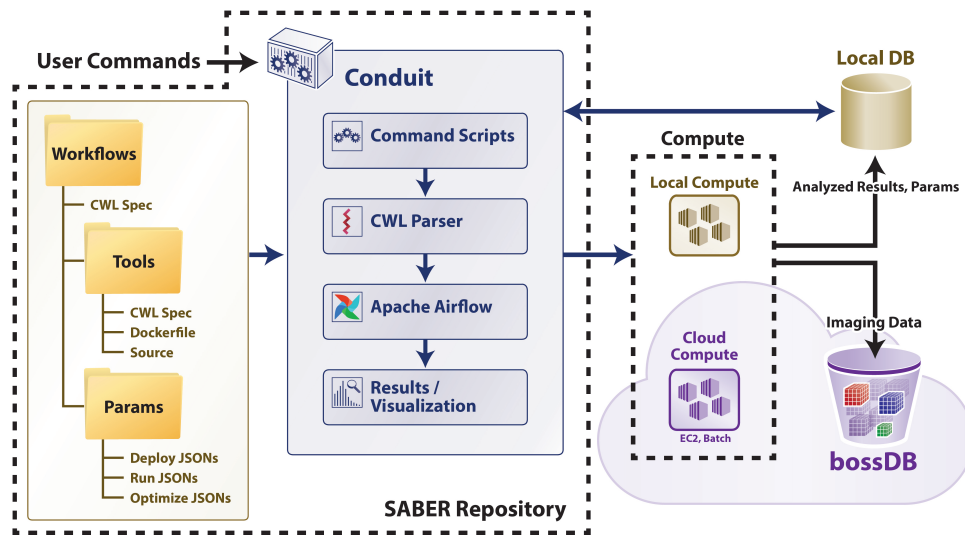 User Commands
Workflows
CWL Spec
Tools
CWL Spec
Dockerfile
Source
Params
Deploy JSONs
Run JSONs
Optimize JSONs
Conduit
Command Scripts
CWL Parser
Apache Airflow
Results /
Visualization
SABER Repository
Compute
Local Compute
Cloud
Compute
EC2, Batch
Local DB
Analyzed Results, Params
Imaging Data
bossDB